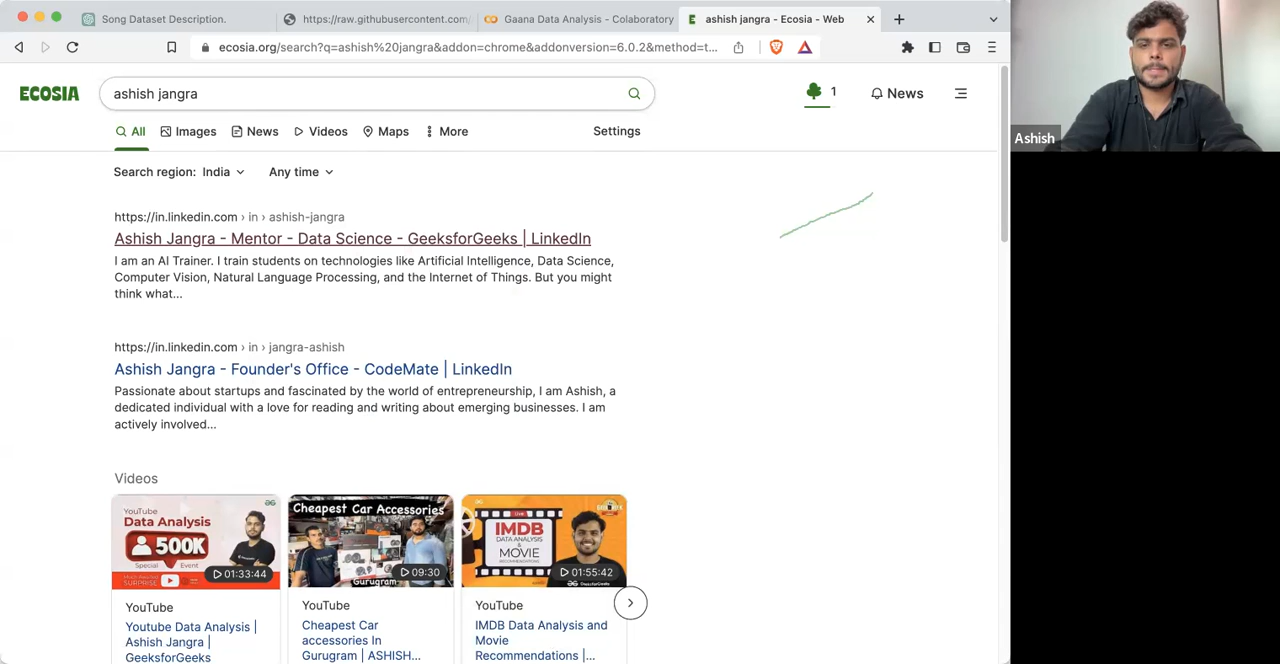 Song Dataset Description.
https://raw.githubusercontent.com/
Gaana Data Analysis - Colaboratory
ashish jangra - Ecosia - Web
ecosia.org/search?q=ashish%20jangra&addon=chrome&addonversion=6.0.2&method=t...
Ashish
ECOSIA
ashish jangra
1
News
All
Images
News
Videos
Maps
More
Settings
Search region: India
Any time
https://in.linkedin.com › in › ashish-jangra
Ashish Jangra - Mentor - Data Science - GeeksforGeeks | LinkedIn
I am an AI Trainer. I train students on technologies like Artificial Intelligence, Data Science,
Computer Vision, Natural Language Processing, and the Internet of Things. But you might
think what...
https://in.linkedin.com › in › jangra-ashish
Ashish Jangra - Founder's Office - CodeMate | LinkedIn
Passionate about startups and fascinated by the world of entrepreneurship, I am Ashish, a
dedicated individual with a love for reading and writing about emerging businesses. I am
actively involved...
Videos
YouTube
Data Analysis
500K
Special Event
SURPRISE
01:33:44
YouTube
Youtube Data Analysis |
Ashish Jangra |
GeeksforGeeks
Cheapest Car Accessories
09:30
Gurugram
YouTube
Cheapest Car
accessories In
Gurugram | ASHISH...
LIVE
IMDB
DATA ANALYSIS
&
MOVIE
RECOMMENDATIONS
01:55:42
GeeksforGeeks
YouTube
IMDB Data Analysis and
Movie
Recommendations |...